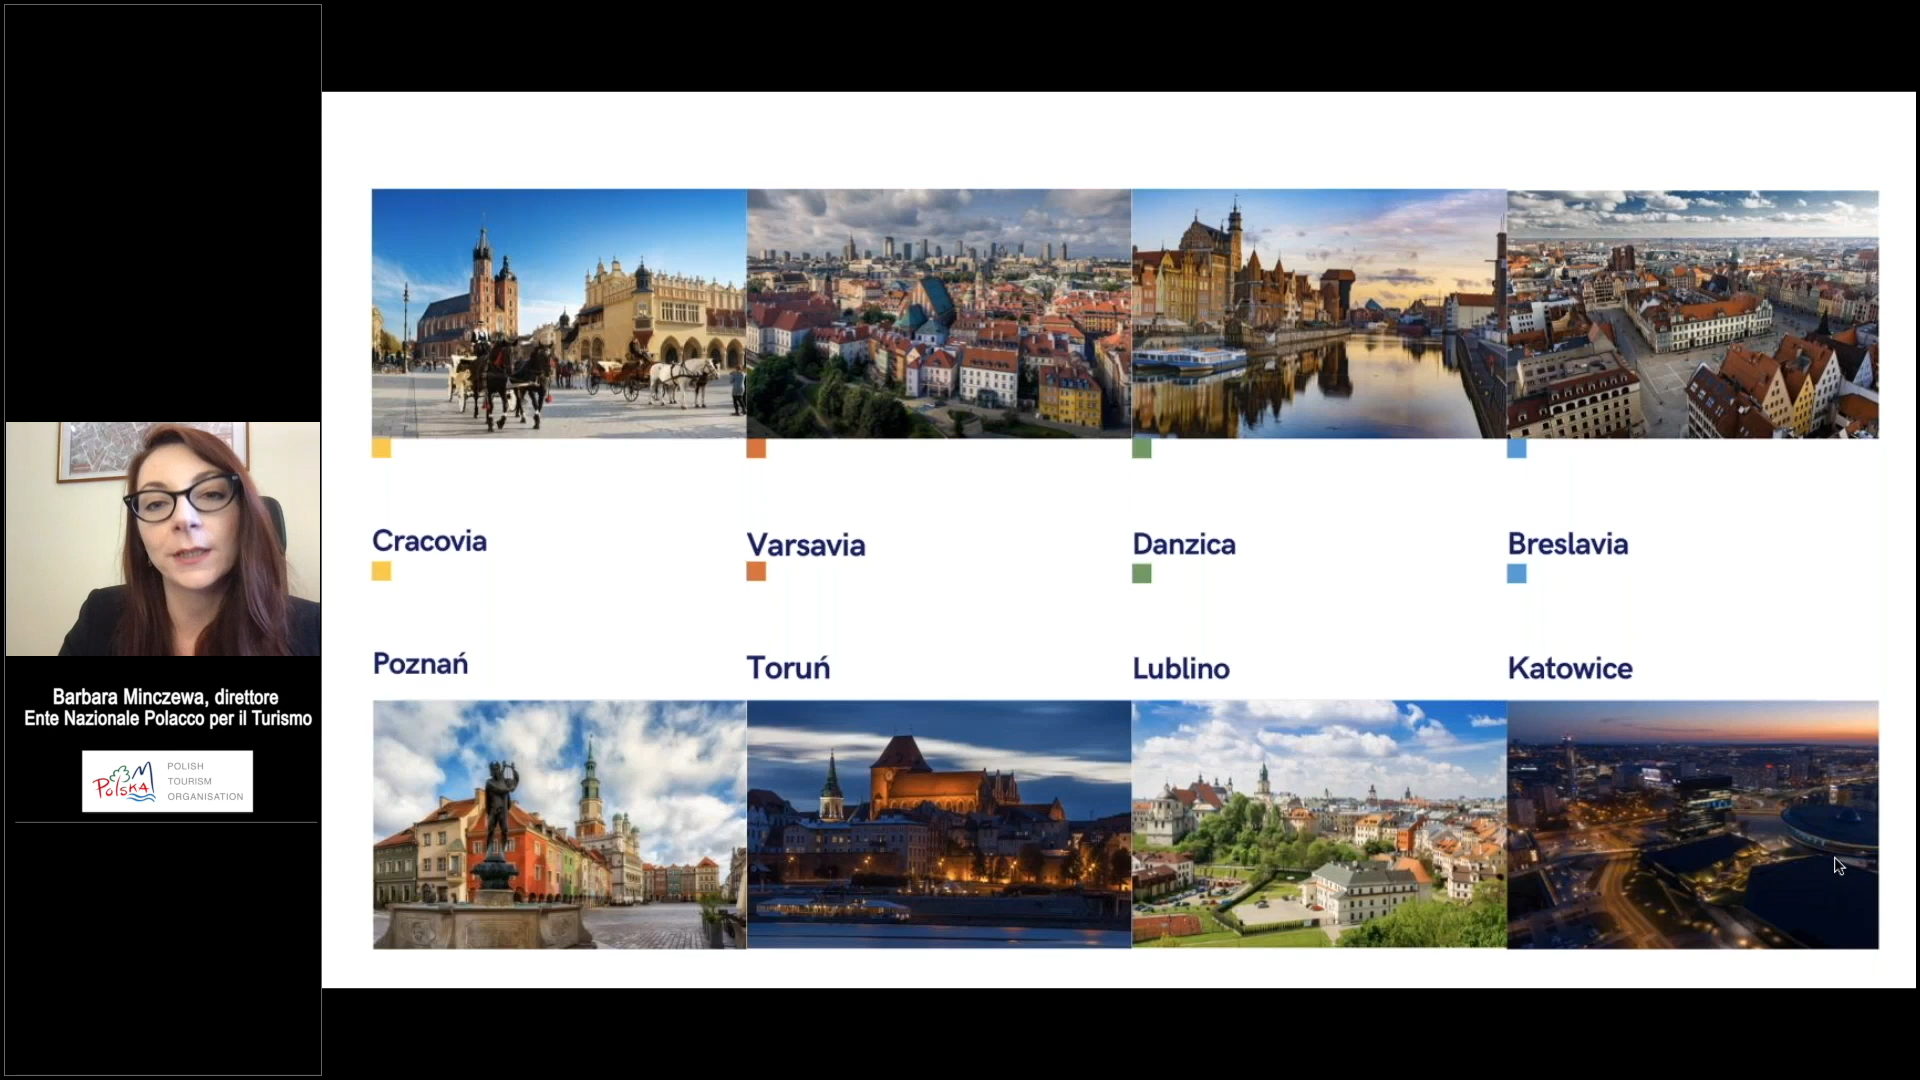 Cracovia
Varsavia
Danzica
Breslavia
Poznań
Toruń
Lublino
Katowice
Barbara Minczewa, direttore
Ente Nazionale Polacco per il Turismo
POLSKA
POLISH
TOURISM
ORGANISATION